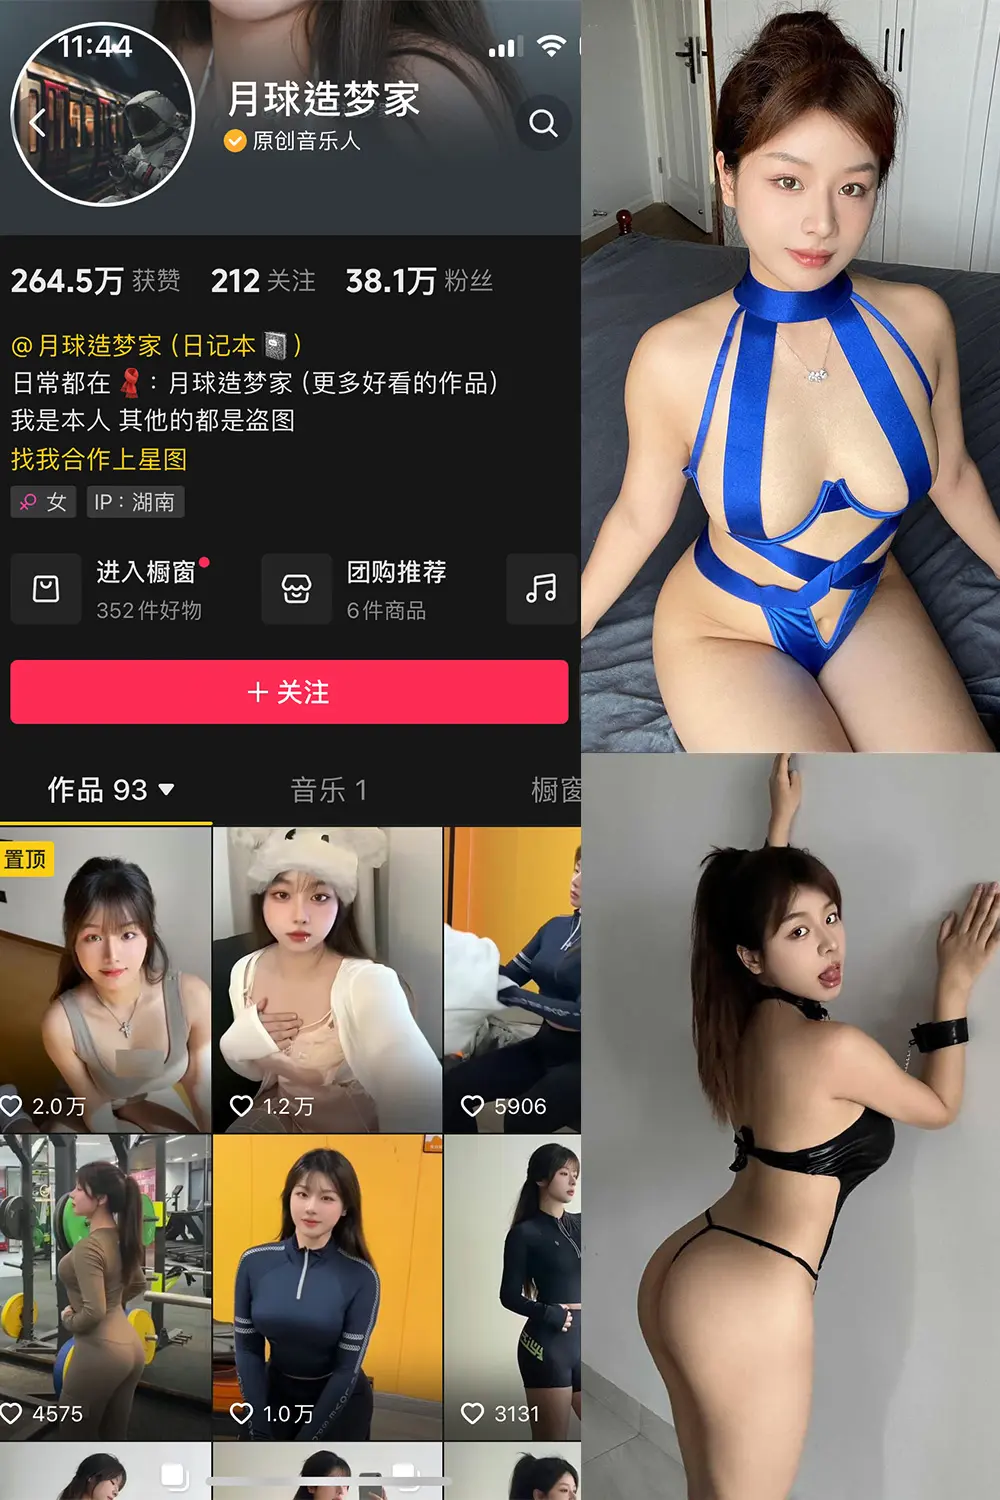 11:44
月球造梦家
原创音乐人
264.5万 获赞 212 关注 38.1万 粉丝
@月球造梦家 (日记本📓)
日常都在🧣：月球造梦家 (更多好看的作品)
我是本人 其他的都是盗图
找我合作上星图
女 IP：湖南
进入橱窗 团购推荐
352件好物 6件商品
＋关注
作品 93 音乐 1 橱窗
置顶
2.0万 1.2万 5906
4575 1.0万 3131